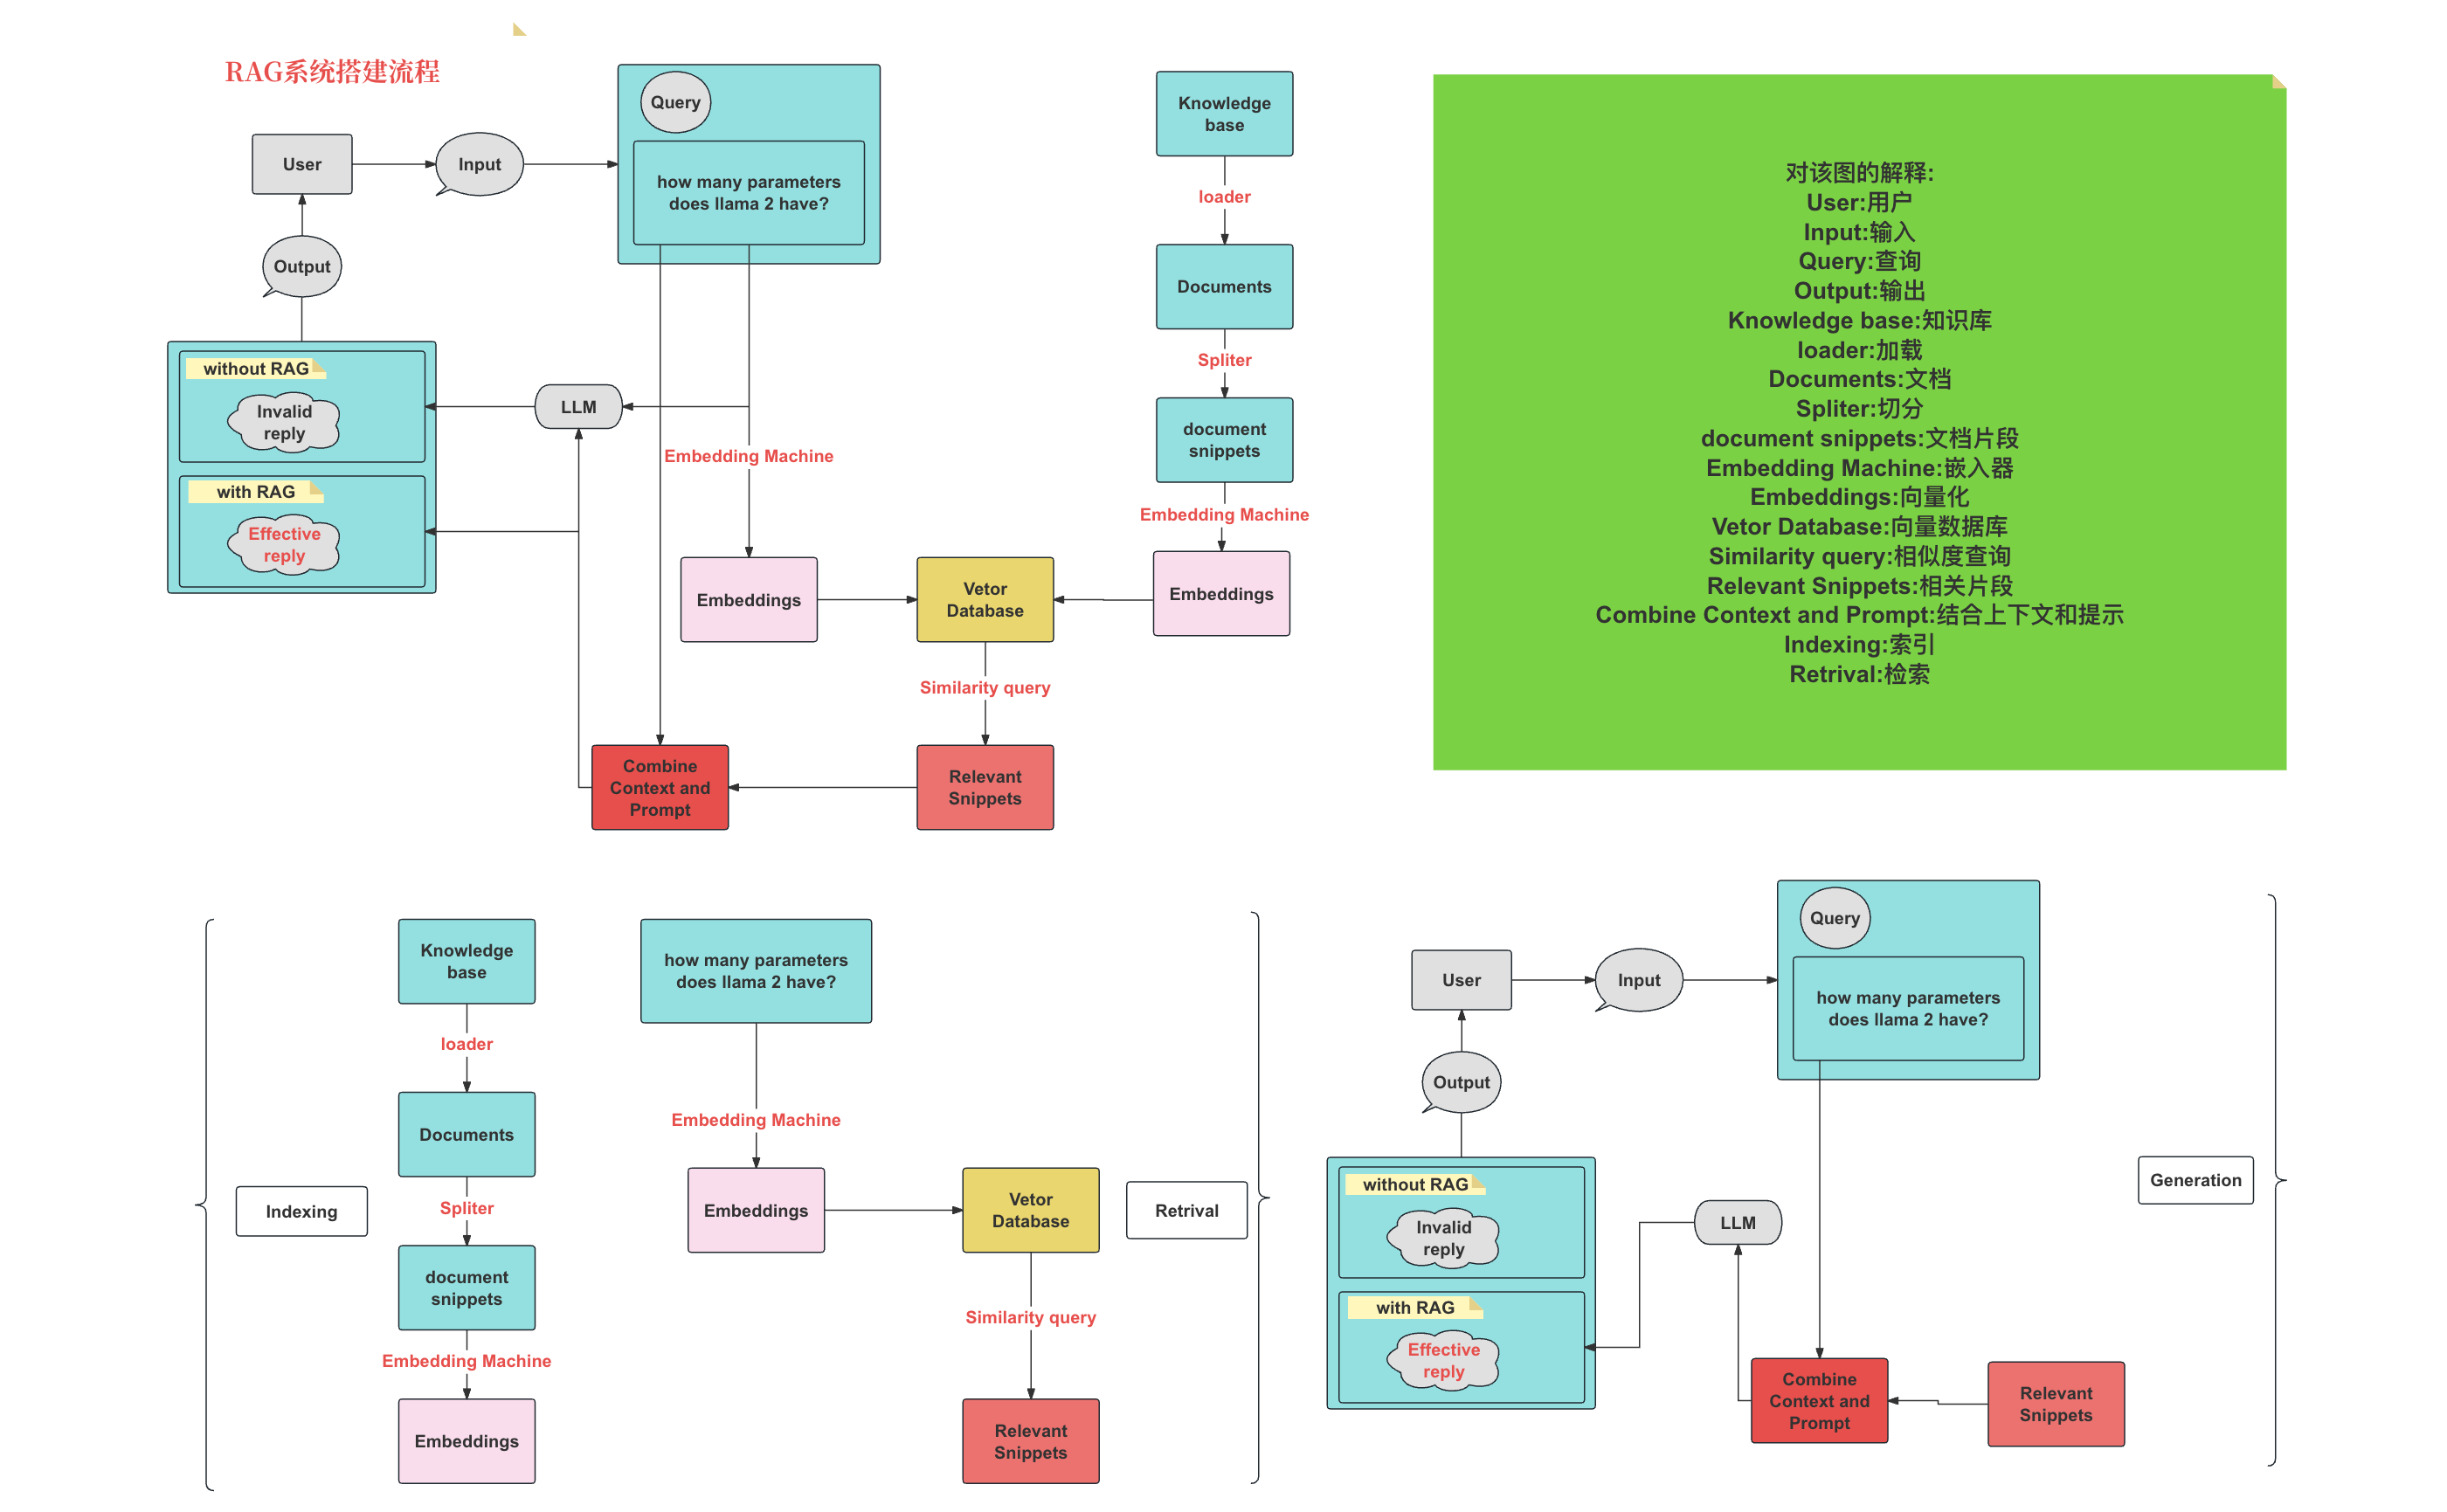 RAG系统搭建流程
Query
User
Input
how many parameters
does llama 2 have?
Output
without RAG
Invalid
reply
with RAG
Effective
reply
LLM
Embedding Machine
Embeddings
Vetor
Database
Similarity query
Combine
Context and
Prompt
Relevant
Snippets
Knowledge
base
loader
Documents
Spliter
document
snippets
Embedding Machine
Embeddings
对该图的解释:
User:用户
Input:输入
Query:查询
Output:输出
Knowledge base:知识库
loader:加载
Documents:文档
Spliter:切分
document snippets:文档片段
Embedding Machine:嵌入器
Embeddings:向量化
Vetor Database:向量数据库
Similarity query:相似度查询
Relevant Snippets:相关片段
Combine Context and Prompt:结合上下文和提示
Indexing:索引
Retrival:检索
Indexing
Knowledge
base
loader
Documents
Spliter
document
snippets
Embedding Machine
Embeddings
how many parameters
does llama 2 have?
Embedding Machine
Embeddings
Vetor
Database
Similarity query
Relevant
Snippets
Retrival
Query
User
Input
how many parameters
does llama 2 have?
Output
without RAG
Invalid
reply
with RAG
Effective
reply
LLM
Combine
Context and
Prompt
Relevant
Snippets
Generation